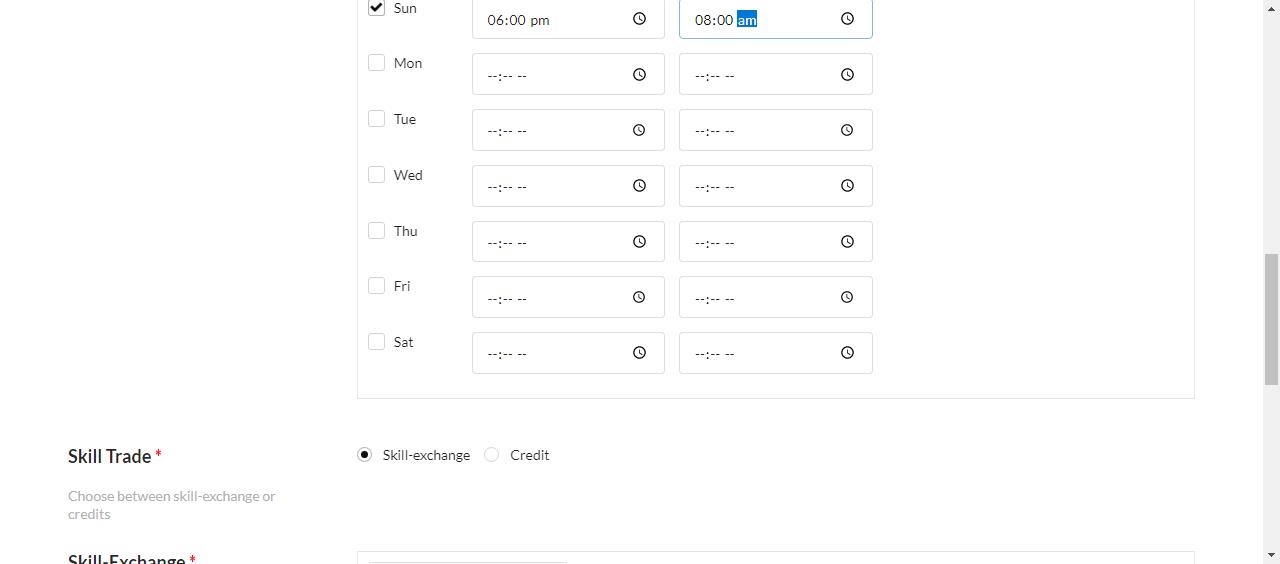 Sun 06:00 pm 08:00 am
Mon --:-- -- --:-- --
Tue --:-- -- --:-- --
Wed --:-- -- --:-- --
Thu --:-- -- --:-- --
Fri --:-- -- --:-- --
Sat --:-- -- --:-- --
Skill Trade * Skill-exchange Credit
Choose between skill-exchange or
credits
Skill-Exchange *